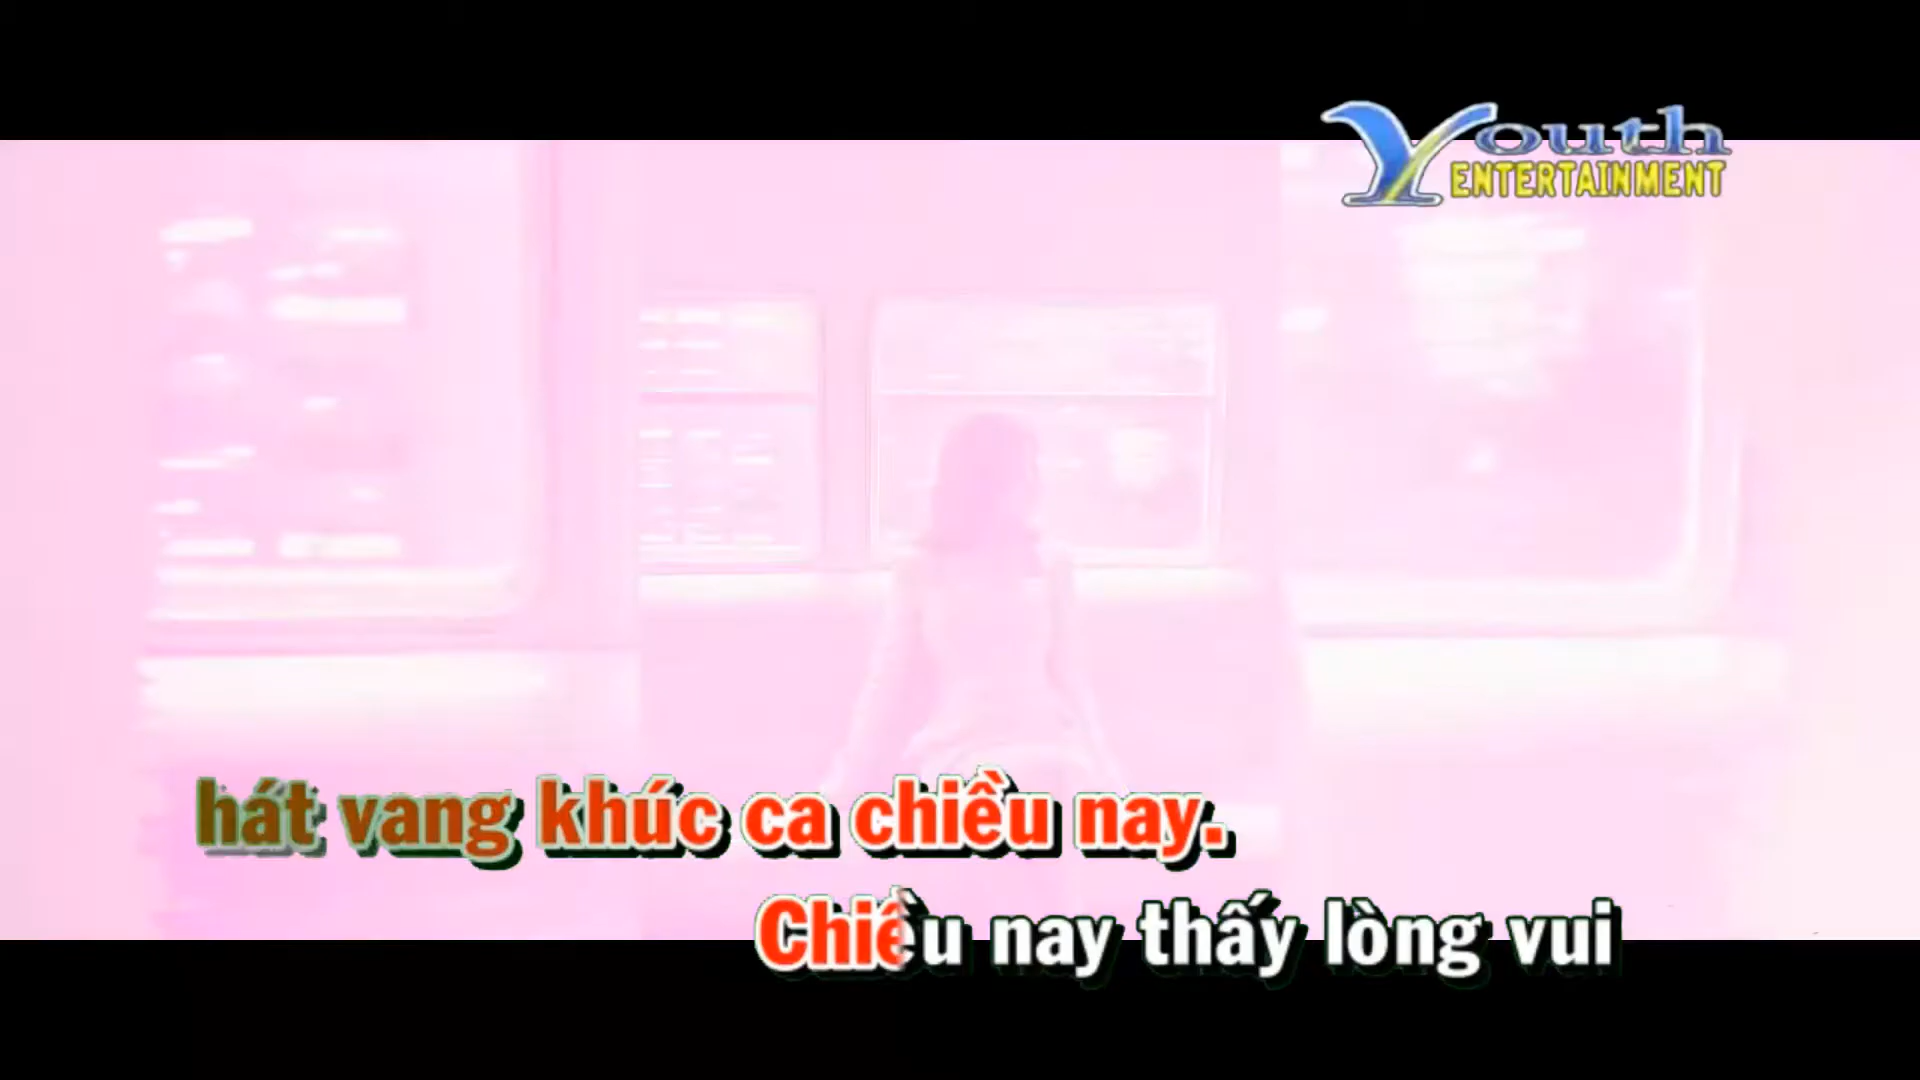 Youth
ENTERTAINMENT
hát vang khúc ca chiều nay.
Chiều nay thấy lòng vui